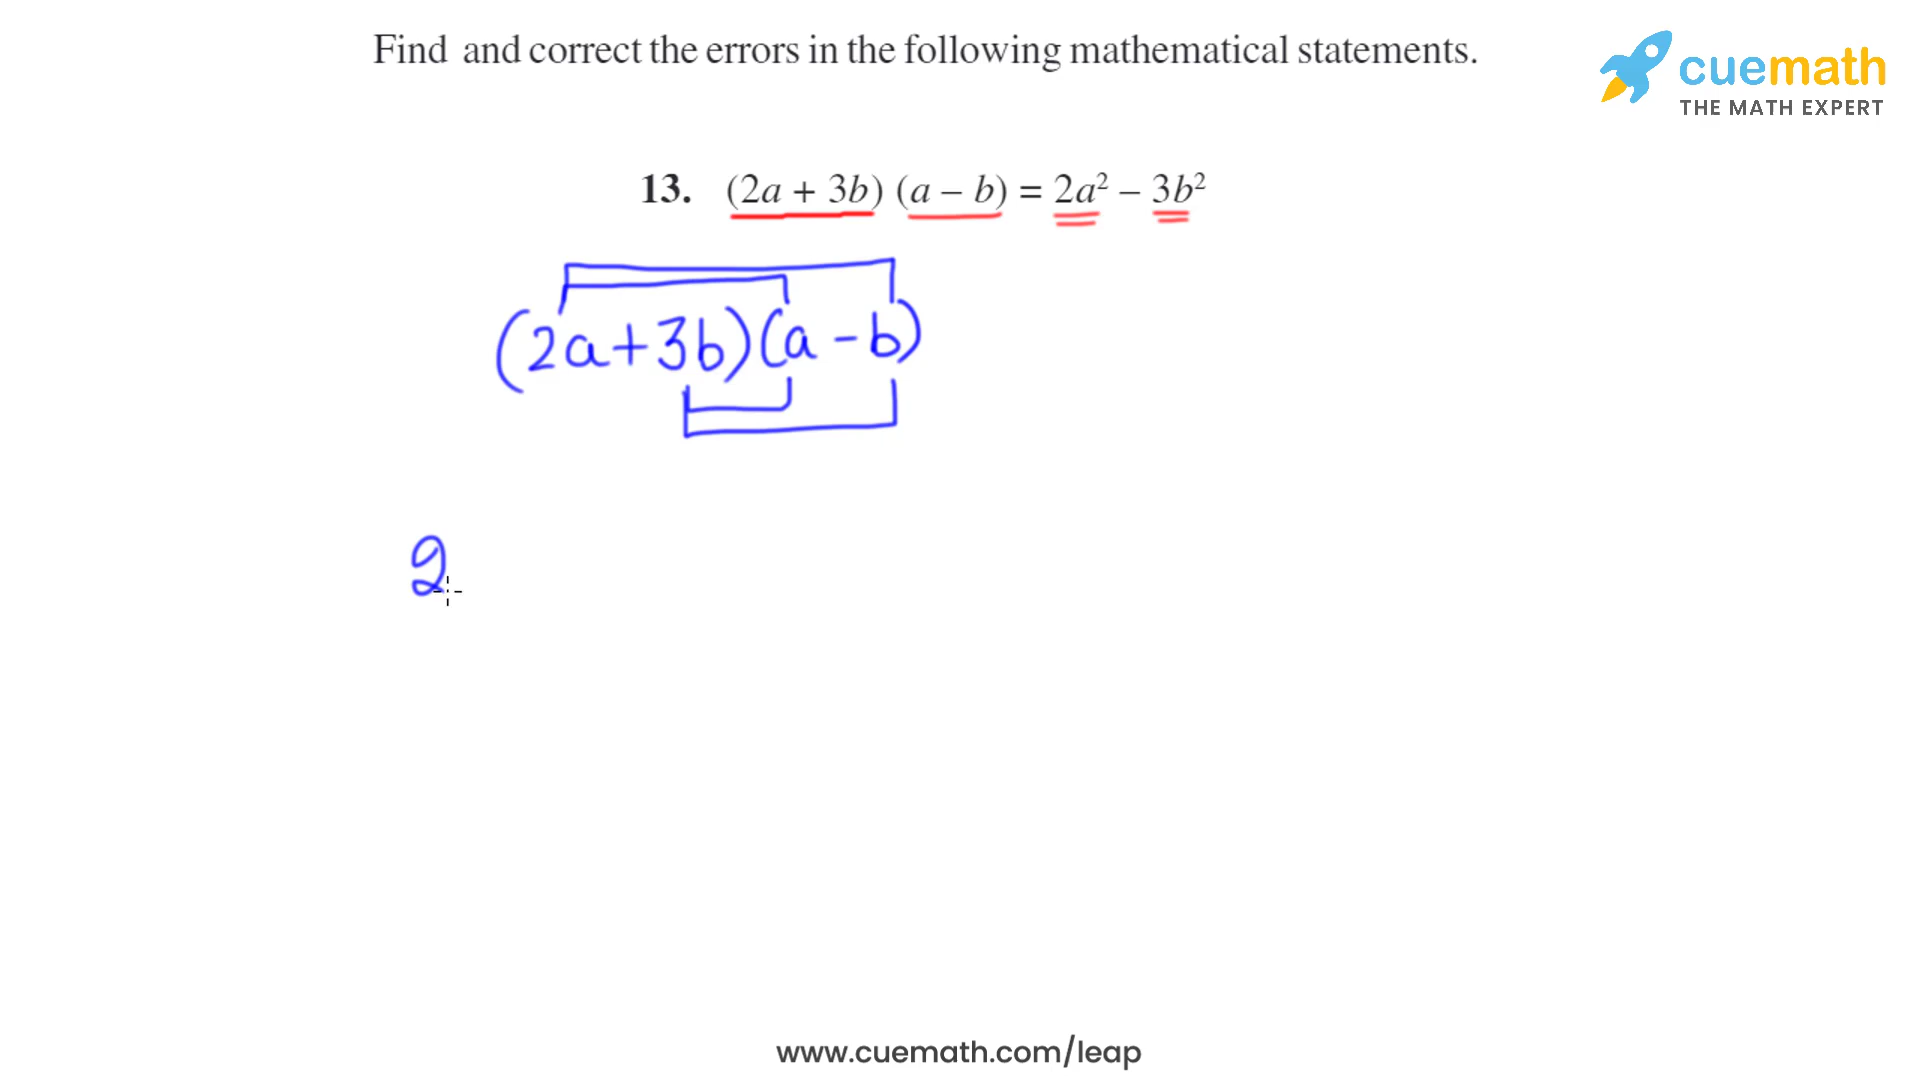 Find and correct the errors in the following mathematical statements.
cuemath
THE MATH EXPERT
13. (2a + 3b) (a – b) = 2a² – 3b²
(2a+3b)(a-b)
2
www.cuemath.com/leap